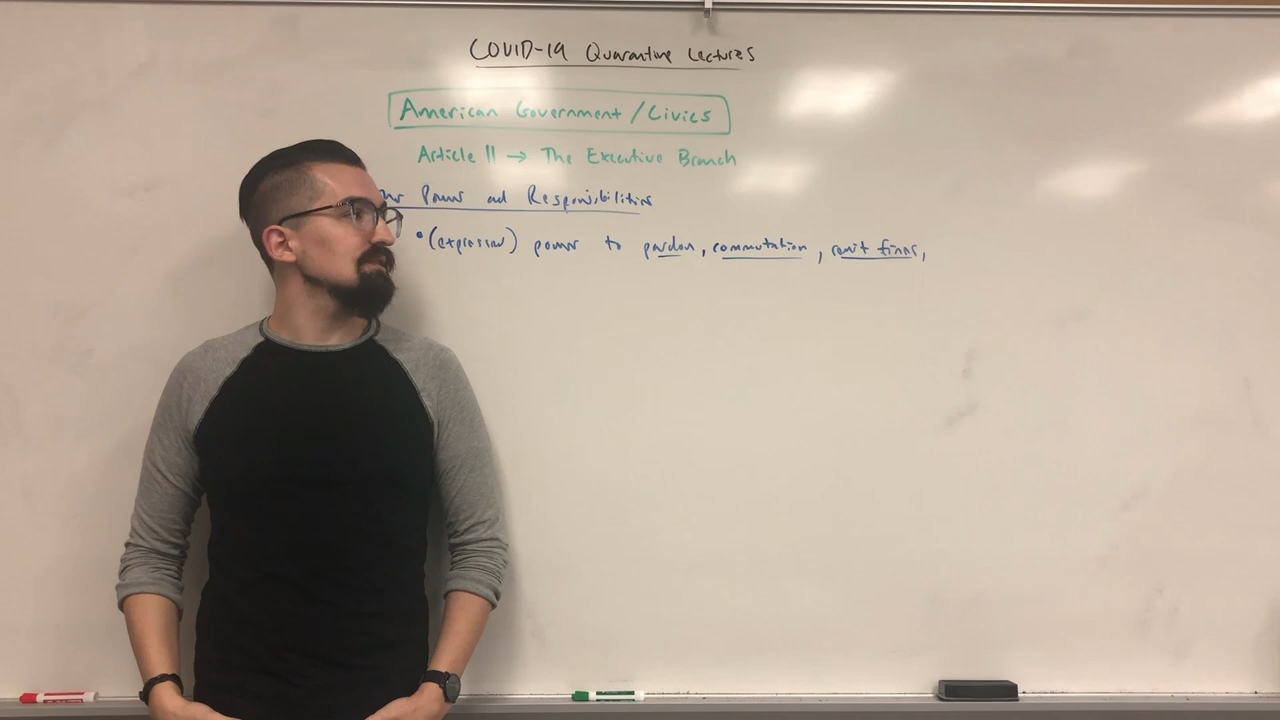 COVID-19 Quarantine Lectures
American Government/Civics
Article II → The Executive Branch
Powers and Responsibilities
•(expressed) power to pardon, commutation, remit fines,